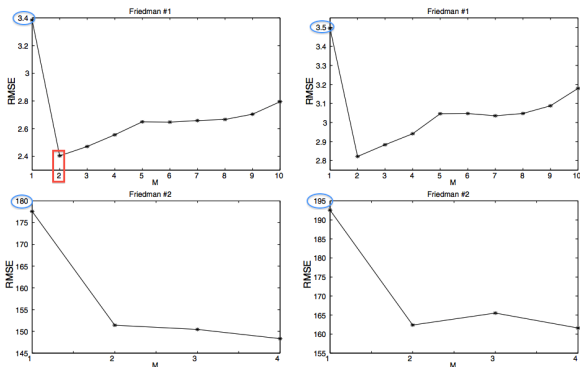 Friedman #1
3.4
3.2
3
2.8
2.6
2.4
RMSE
1 2 3 4 5 6 7 8 9 10
M
Friedman #1
3.5
3.4
3.3
3.2
3.1
3
2.9
2.8
RMSE
1 2 3 4 5 6 7 8 9 10
M
Friedman #2
180
175
170
165
160
155
150
145
RMSE
1 2 3 4
M
Friedman #2
195
190
185
180
175
170
165
160
155
RMSE
1 2 3 4
M